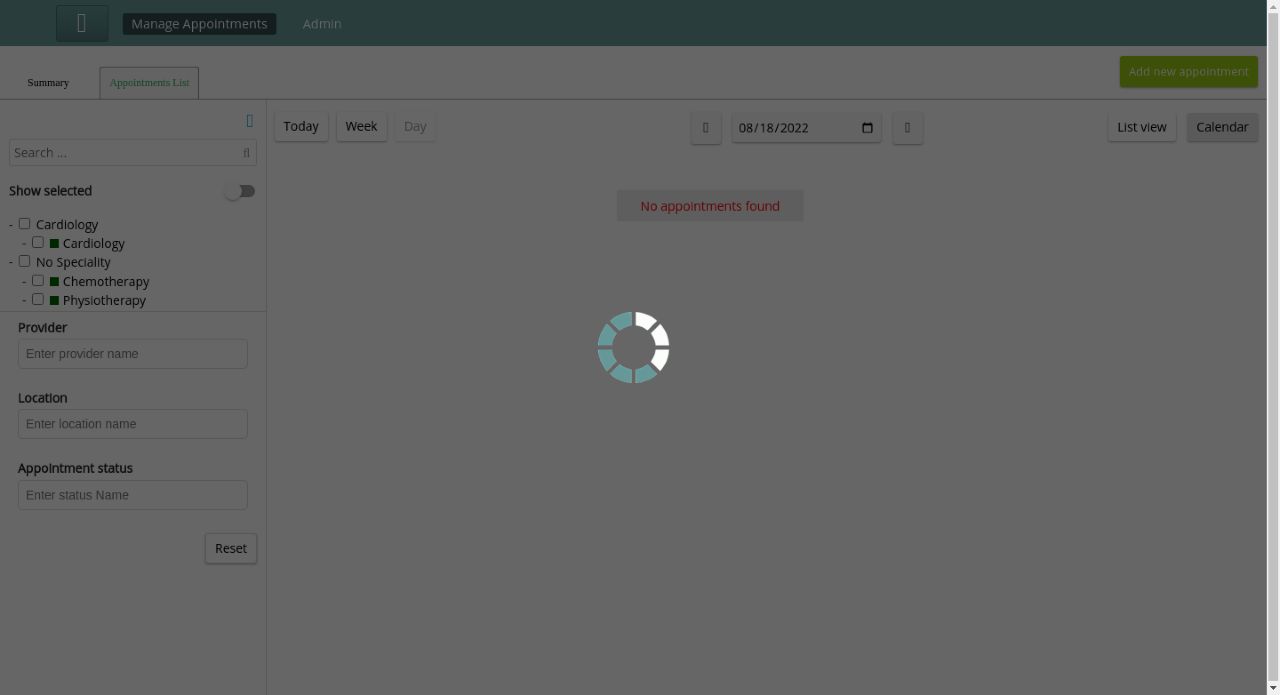 Manage Appointments Admin
Summary Appointments List Add new appointment
Today Week Day 08/18/2022 List view Calendar
Search ...
Show selected
No appointments found
- Cardiology
- Cardiology
- No Speciality
- Chemotherapy
- Physiotherapy
Provider
Enter provider name
Location
Enter location name
Appointment status
Enter status Name
Reset